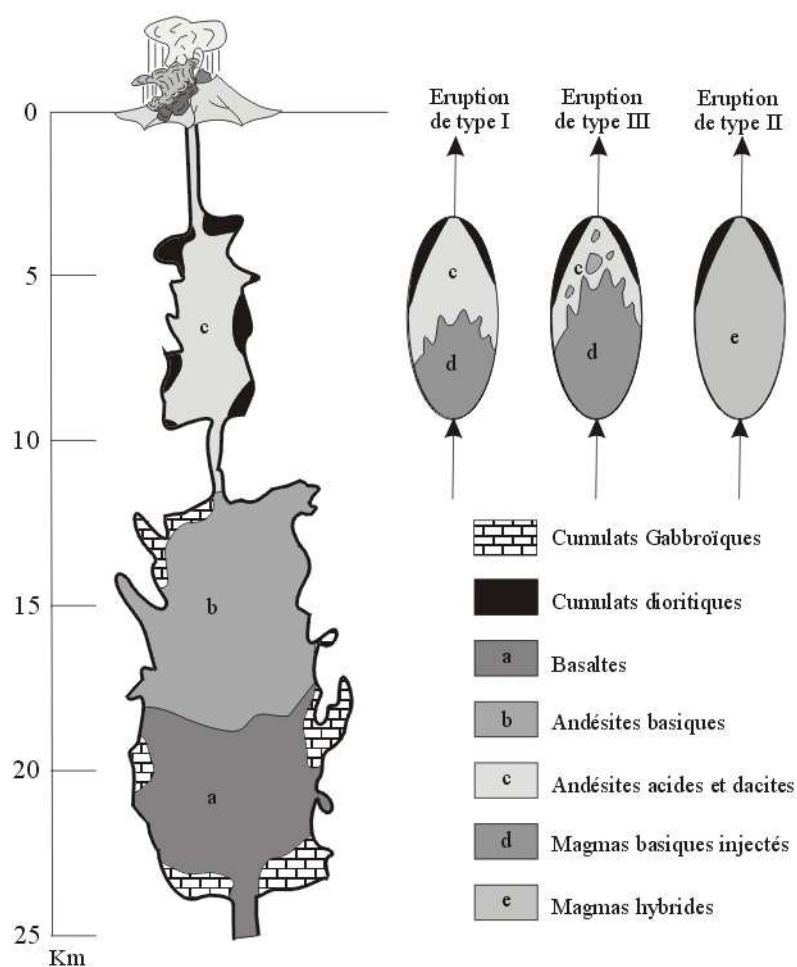 Eruption
de type I
Eruption
de type III
Eruption
de type II
0
5
10
15
20
25
Km
c
b
a
c
d
c
d
e
Cumulats Gabbroïques
Cumulats dioritiques
a Basaltes
b Andésites basiques
c Andésites acides et dacites
d Magmas basiques injectés
e Magmas hybrides